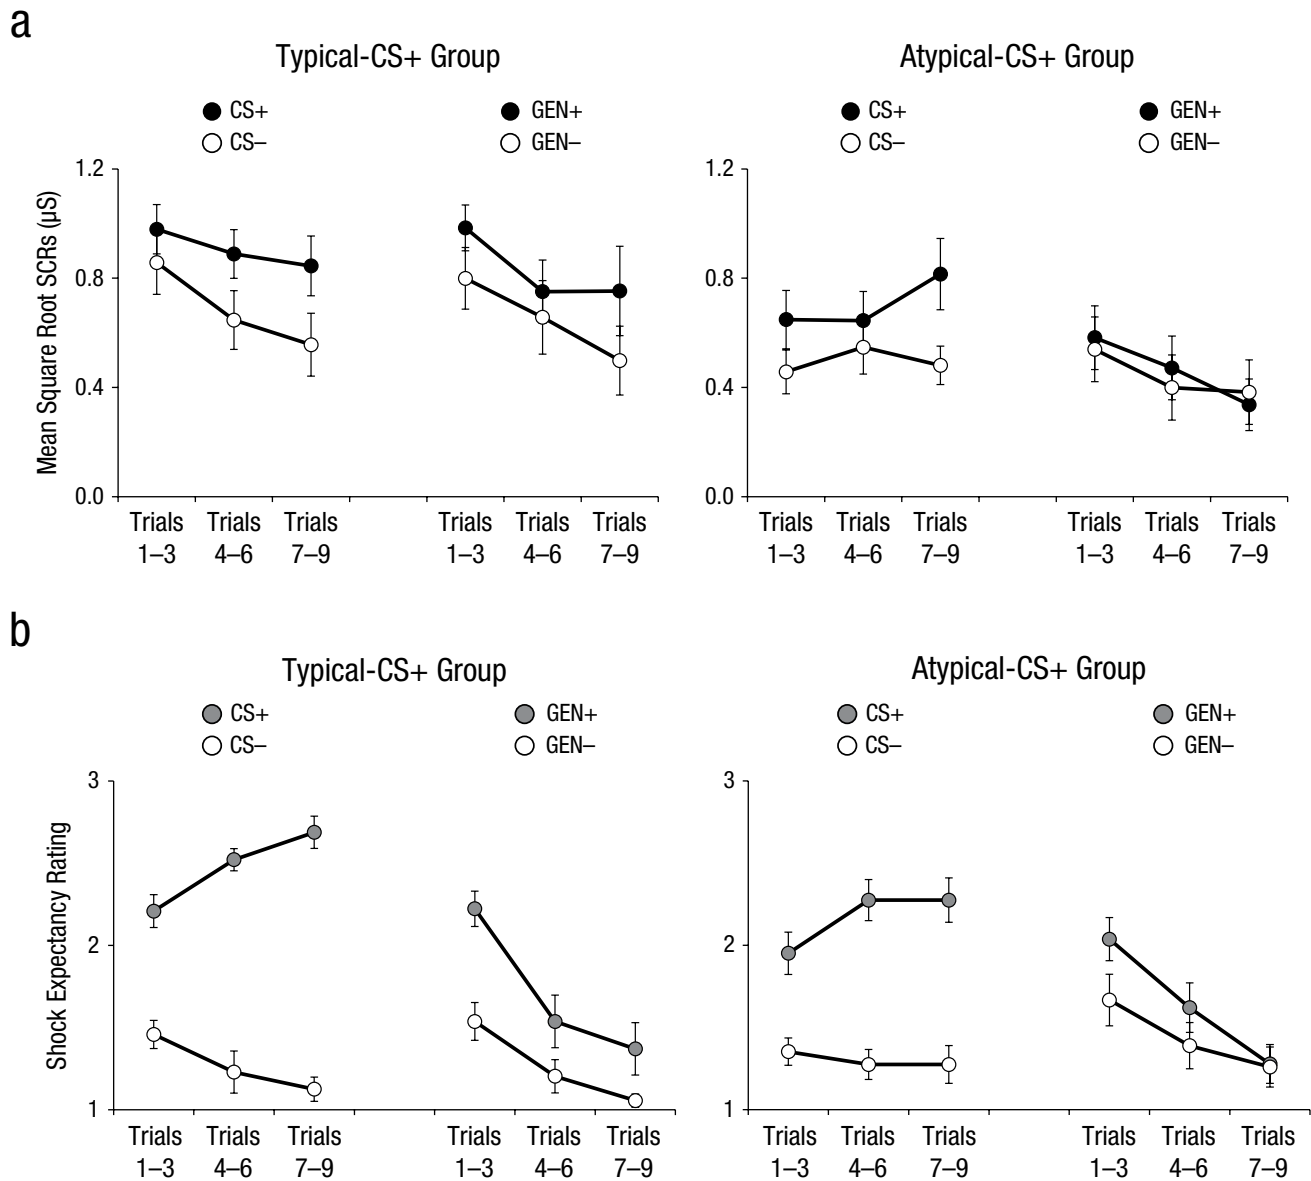 a
Typical-CS+ Group
Atypical-CS+ Group
CS+
GEN+
CS+
GEN+
CS–
GEN–
CS–
GEN–
Mean Square Root SCRs (µS)
1.2
0.8
0.4
0.0
1.2
0.8
0.4
0.0
Trials Trials Trials Trials Trials Trials Trials Trials Trials Trials Trials Trials
1–3 4–6 7–9 1–3 4–6 7–9 1–3 4–6 7–9 1–3 4–6 7–9
b
Typical-CS+ Group
Atypical-CS+ Group
CS+
GEN+
CS+
GEN+
CS–
GEN–
CS–
GEN–
Shock Expectancy Rating
3
2
1
3
2
1
Trials Trials Trials Trials Trials Trials Trials Trials Trials Trials Trials Trials
1–3 4–6 7–9 1–3 4–6 7–9 1–3 4–6 7–9 1–3 4–6 7–9